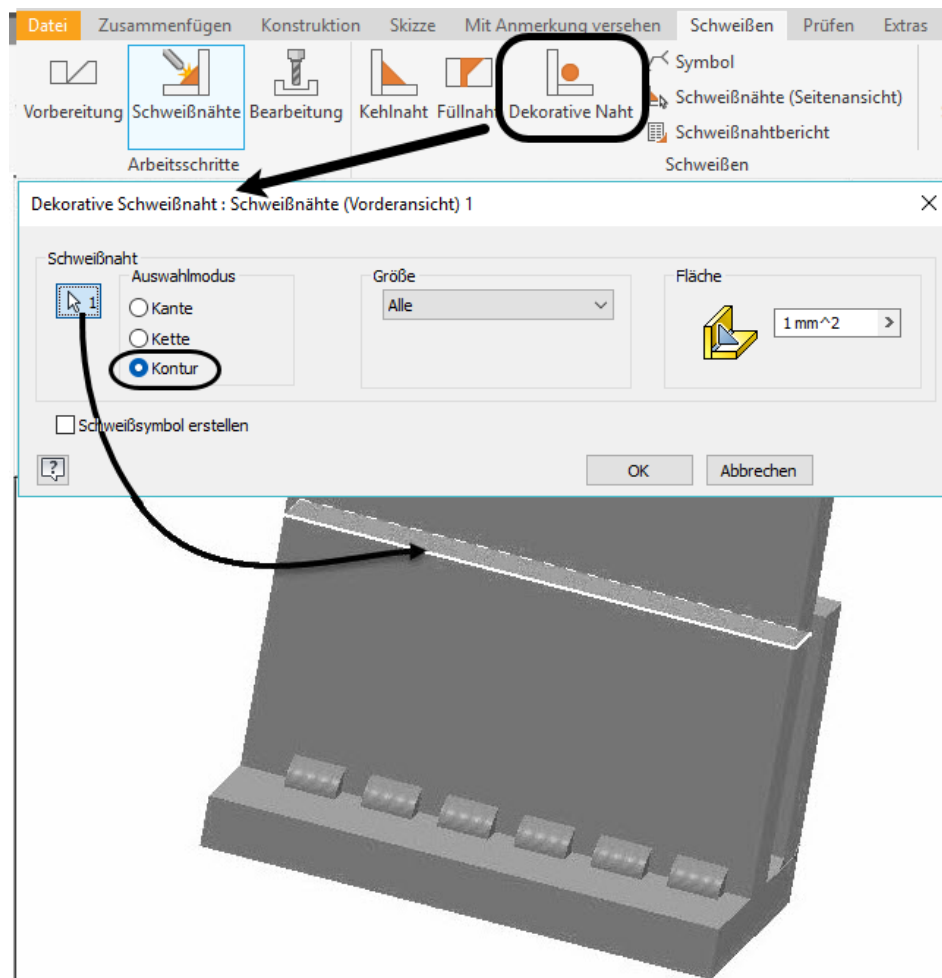 Datei Zusammenfügen Konstruktion Skizze Mit Anmerkung versehen Schweißen Prüfen Extras
Vorbereitung Schweißnähte Bearbeitung Kehlnaht Füllnaht Dekorative Naht
Symbol
Schweißnähte (Seitenansicht)
Schweißnahtbericht
Arbeitsschritte Schweißen
Dekorative Schweißnaht : Schweißnähte (Vorderansicht) 1
Schweißnaht
Auswahlmodus Größe Fläche
1 Kante Alle 1 mm^2
Kette
Kontur
Schweißsymbol erstellen
? OK Abbrechen